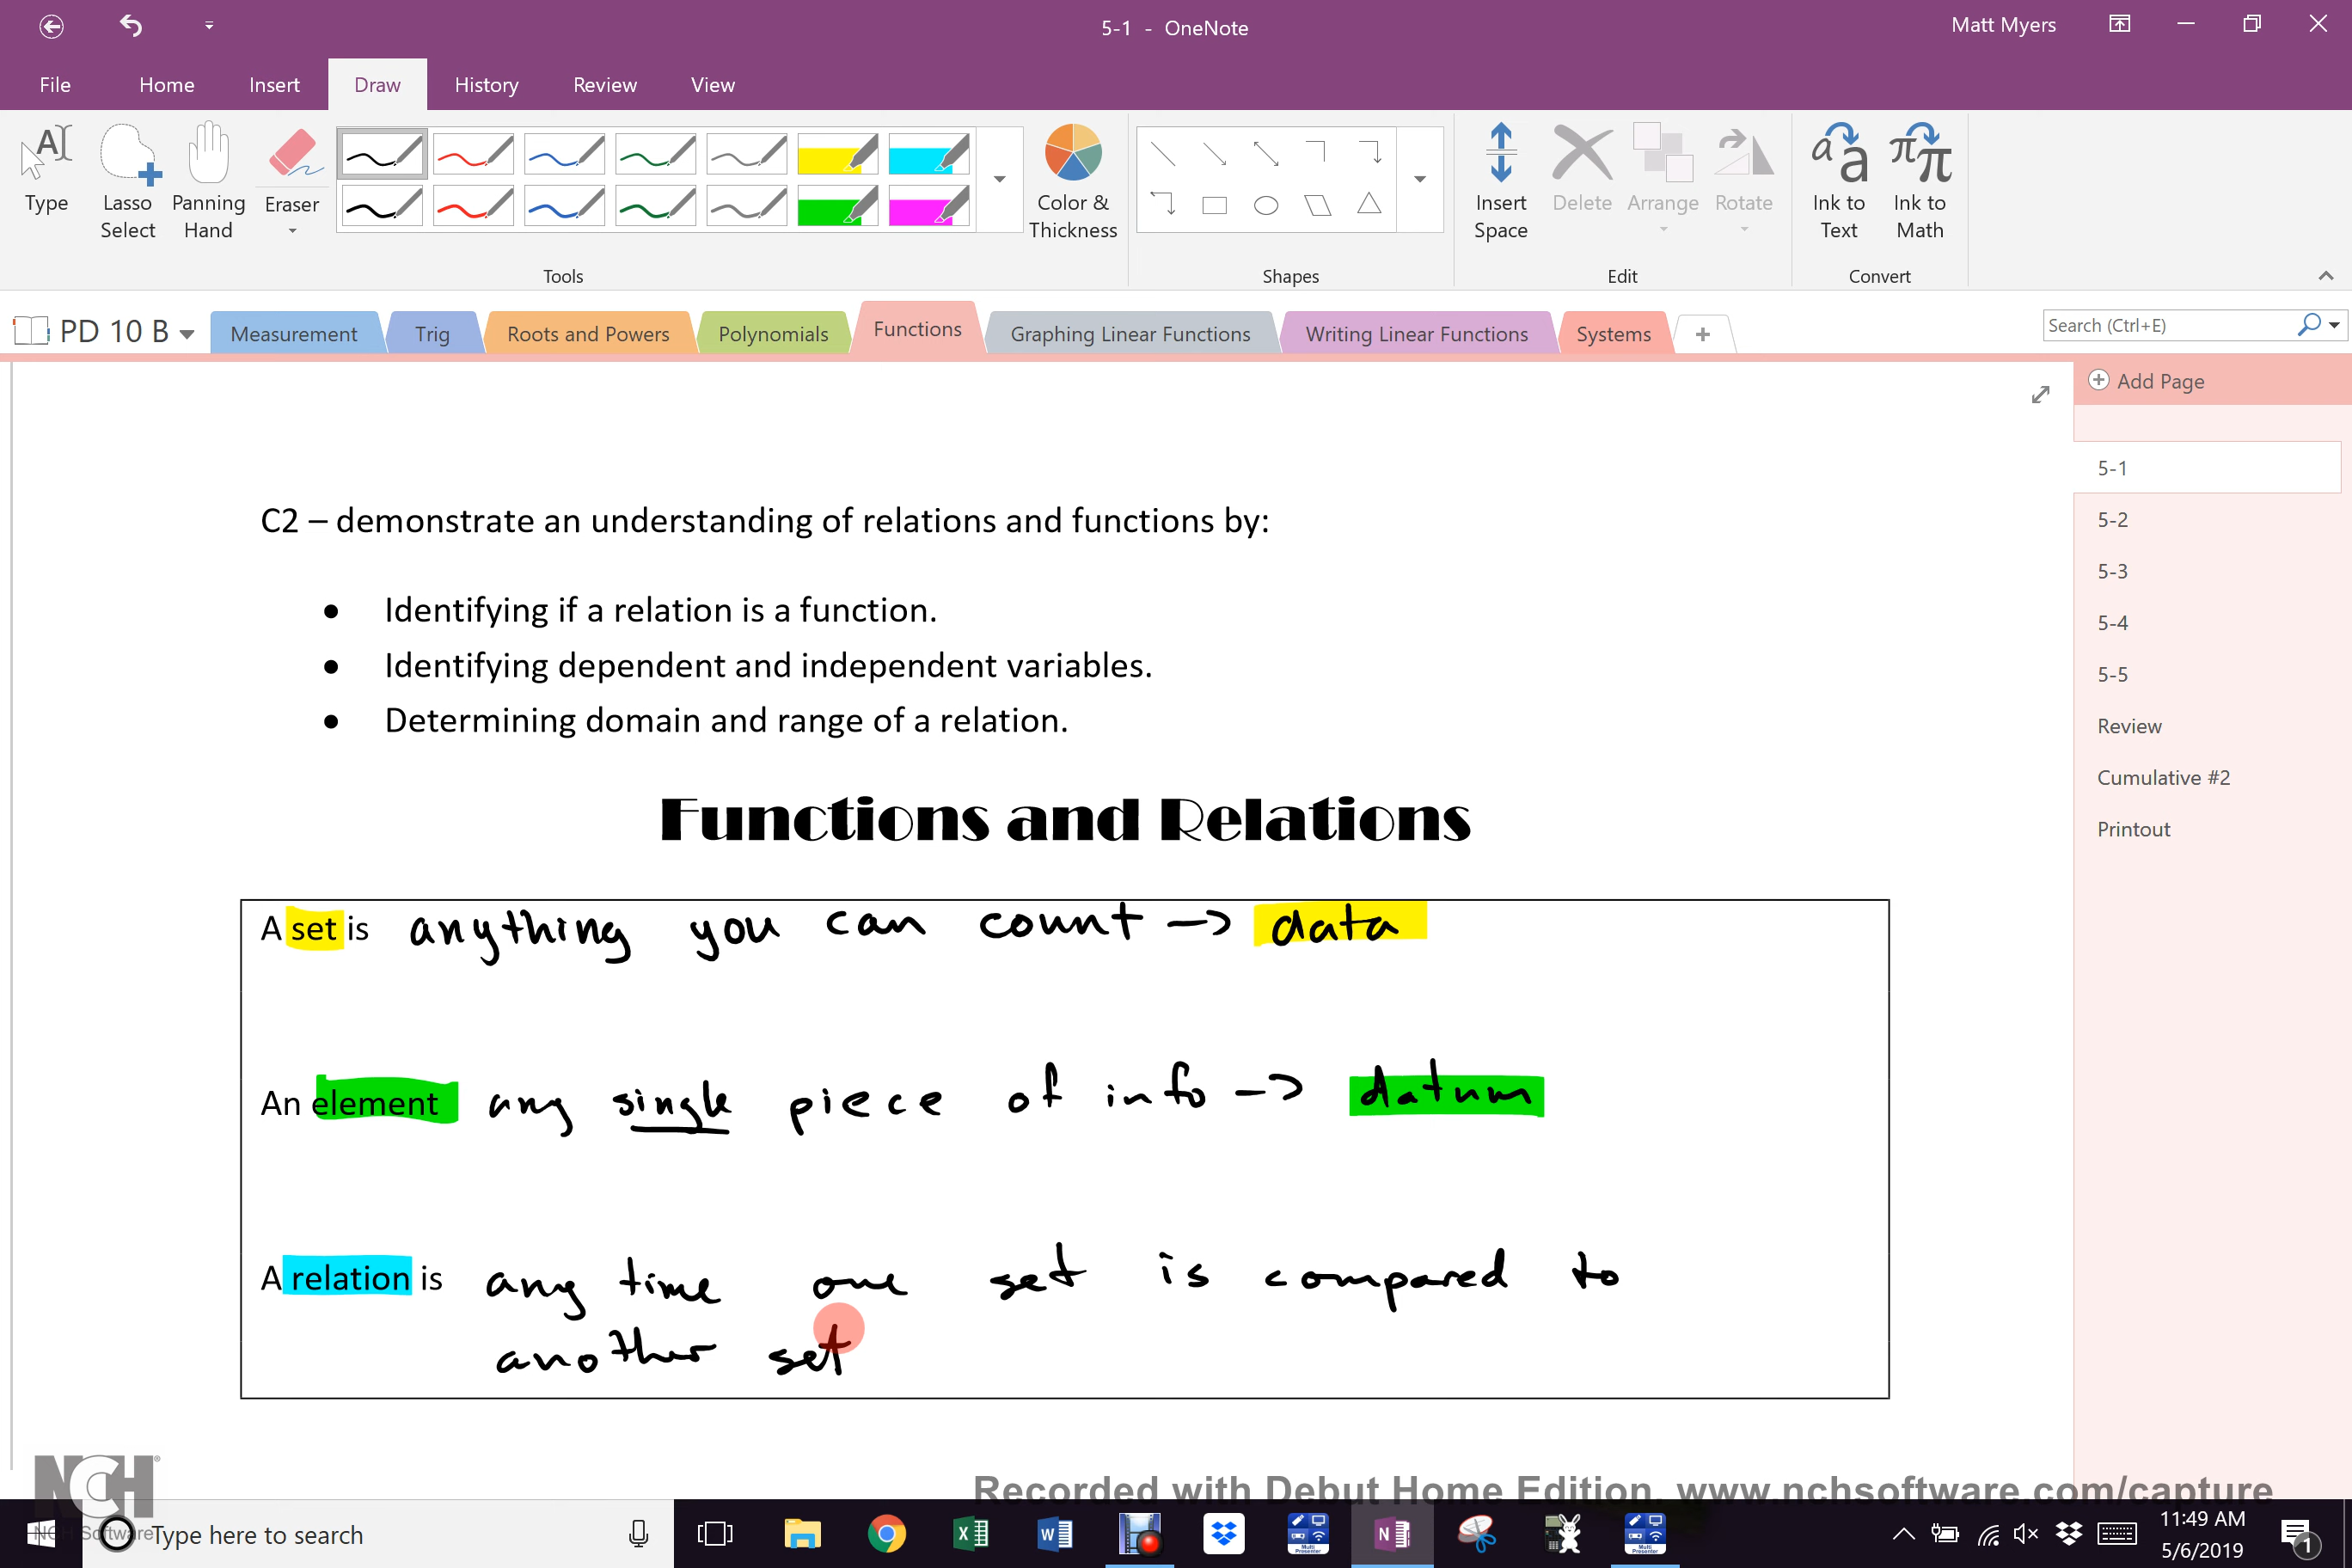 5-1 - OneNote
Matt Myers
File Home Insert Draw History Review View
Type
Lasso Select
Panning Hand
Eraser
Color & Thickness
Insert Space
Delete
Arrange
Rotate
Ink to Text
Ink to Math
Tools
Shapes
Edit
Convert
PD 10 B
Measurement Trig Roots and Powers Polynomials Functions Graphing Linear Functions Writing Linear Functions Systems +
Search (Ctrl+E)
Add Page
5-1
5-2
5-3
5-4
5-5
Review
Cumulative #2
Printout
C2 – demonstrate an understanding of relations and functions by:
• Identifying if a relation is a function.
• Identifying dependent and independent variables.
• Determining domain and range of a relation.
Functions and Relations
A set is anything you can count → data
An element any single piece of info → datum
A relation is any time one set is compared to
another set
NCH®
NCH Software
Recorded with Debut Home Edition. www.nchsoftware.com/capture
Type here to search
11:49 AM
5/6/2019
1